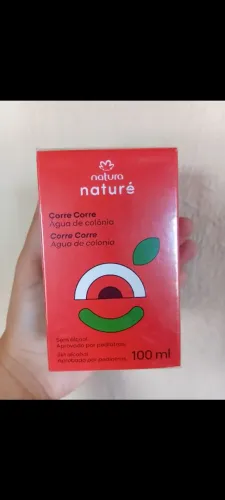 natura
naturé
Corre Corre
Água de colônia
Corre Corre
Agua de colonia
Sem álcool
Aprovado por pediatras
Sin alcohol
por pediatras
100 ml